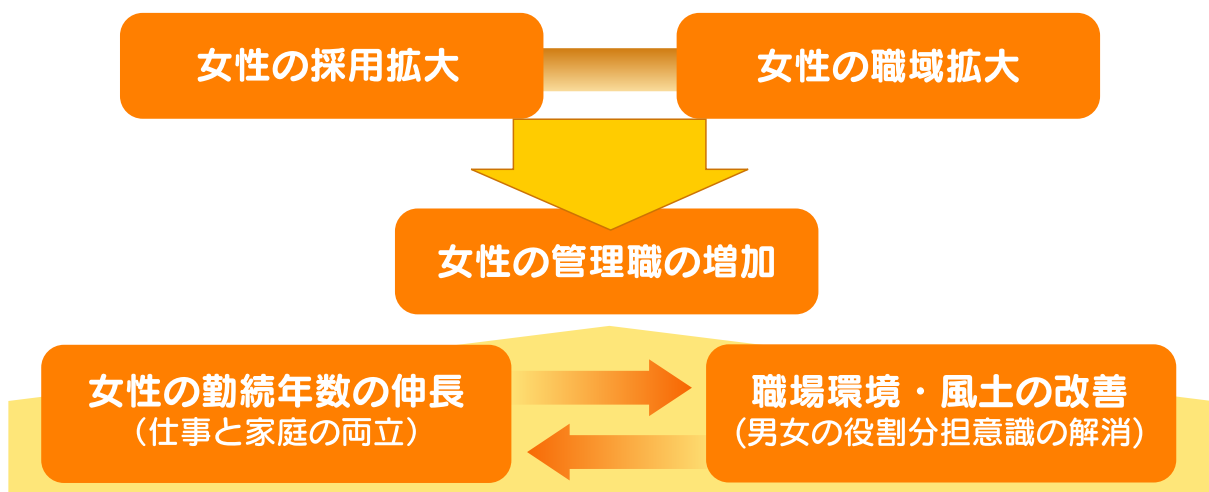 女性の採用拡大
女性の職域拡大
女性の管理職の増加
女性の勤続年数の伸長
（仕事と家庭の両立）
職場環境・風土の改善
(男女の役割分担意識の解消)